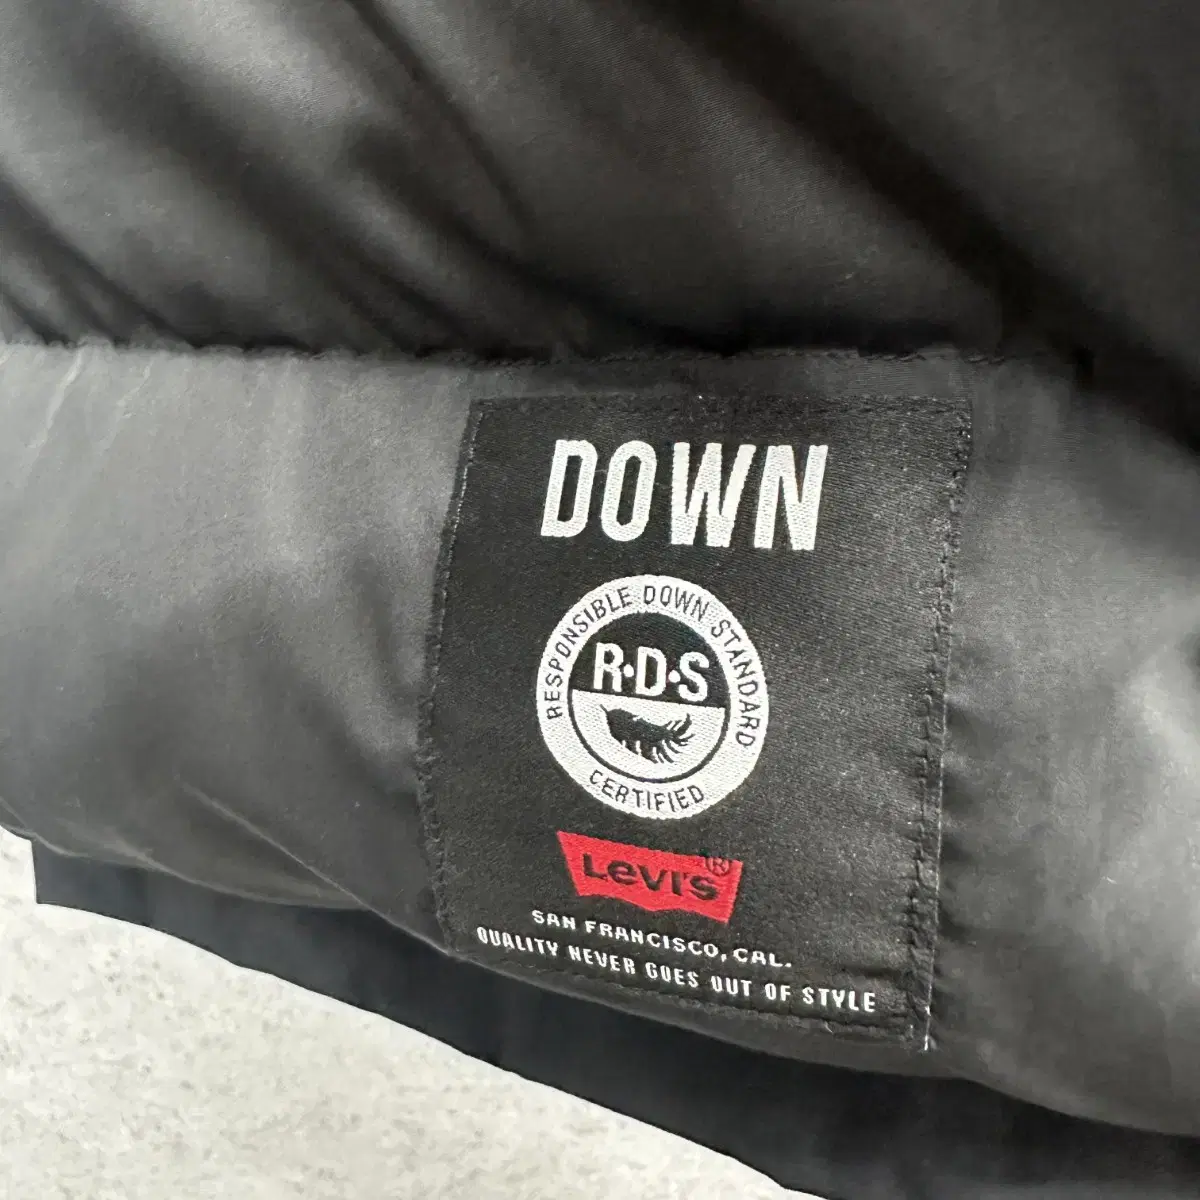 DOWN
RESPONSIBLE DOWN STANDARD
R·D·S
CERTIFIED
Levi's®
SAN FRANCISCO, CAL.
QUALITY NEVER GOES OUT OF STYLE